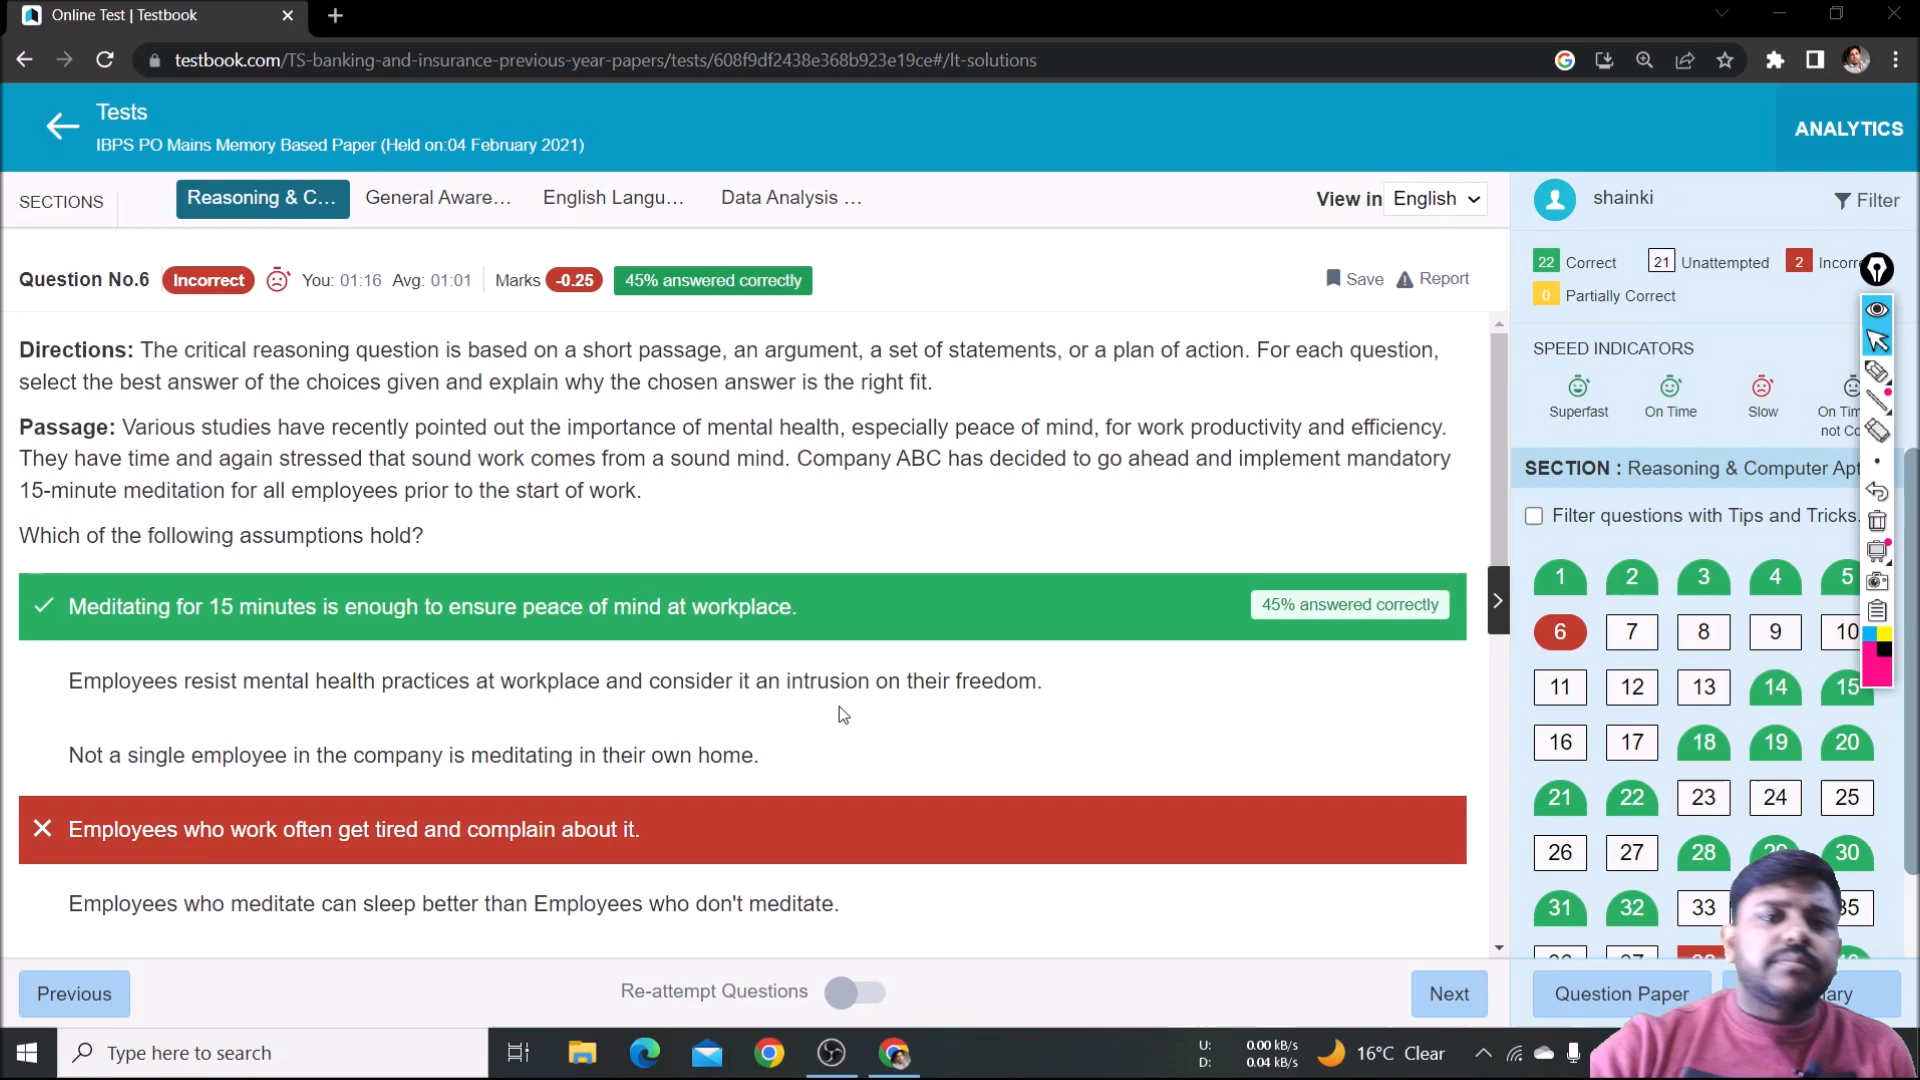 Online Test | Testbook
testbook.com/TS-banking-and-insurance-previous-year-papers/tests/608f9df2438e368b923e19ce#/lt-solutions
Tests
IBPS PO Mains Memory Based Paper (Held on:04 February 2021)
ANALYTICS
SECTIONS
Reasoning & C...
General Aware...
English Langu...
Data Analysis ...
View in
English
shainki
Filter
Question No.6
Incorrect
You: 01:16
Avg: 01:01
Marks
-0.25
45% answered correctly
Save
Report
22 Correct
21 Unattempted
2
0 Partially Correct
Directions: The critical reasoning question is based on a short passage, an argument, a set of statements, or a plan of action. For each question,
select the best answer of the choices given and explain why the chosen answer is the right fit.
Passage: Various studies have recently pointed out the importance of mental health, especially peace of mind, for work productivity and efficiency.
They have time and again stressed that sound work comes from a sound mind. Company ABC has decided to go ahead and implement mandatory
15-minute meditation for all employees prior to the start of work.
Which of the following assumptions hold?
Meditating for 15 minutes is enough to ensure peace of mind at workplace.
45% answered correctly
Employees resist mental health practices at workplace and consider it an intrusion on their freedom.
Not a single employee in the company is meditating in their own home.
Employees who work often get tired and complain about it.
Employees who meditate can sleep better than Employees who don't meditate.
SPEED INDICATORS
Superfast
On Time
Slow
On
not
SECTION : Reasoning & Computer
Filter questions with Tips and Tricks.
1 2 3 4 5
6 7 8 9 10
11 12 13 14 15
16 17 18 19 20
21 22 23 24 25
26 27 28 30
31 32 33
Previous
Re-attempt Questions
Next
Question Paper
Type here to search
U: 0.00 kB/s
D: 0.04 kB/s
16°C Clear